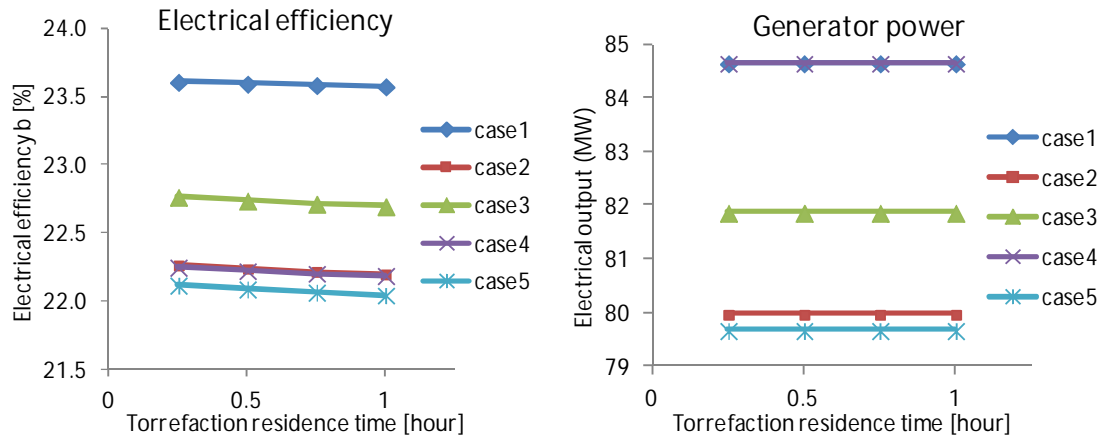 Electrical efficiency
Electrical efficiency b [%]
24.0
23.5
23.0
22.5
22.0
21.5
0
0.5
1
Torrefaction residence time [hour]
case1
case2
case3
case4
case5
Generator power
Electrical output (MW)
85
84
83
82
81
80
79
0
0.5
1
Torrefaction residence time [hour]
case1
case2
case3
case4
case5